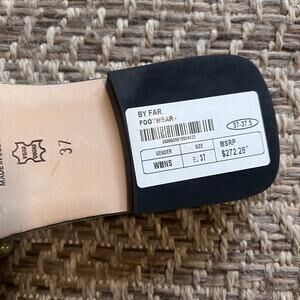 BY FAR
FOOTWEAR -
37-37.5
GENDER SIZE MSRP
WMNS EU 37 $272.28
37
MADE IN